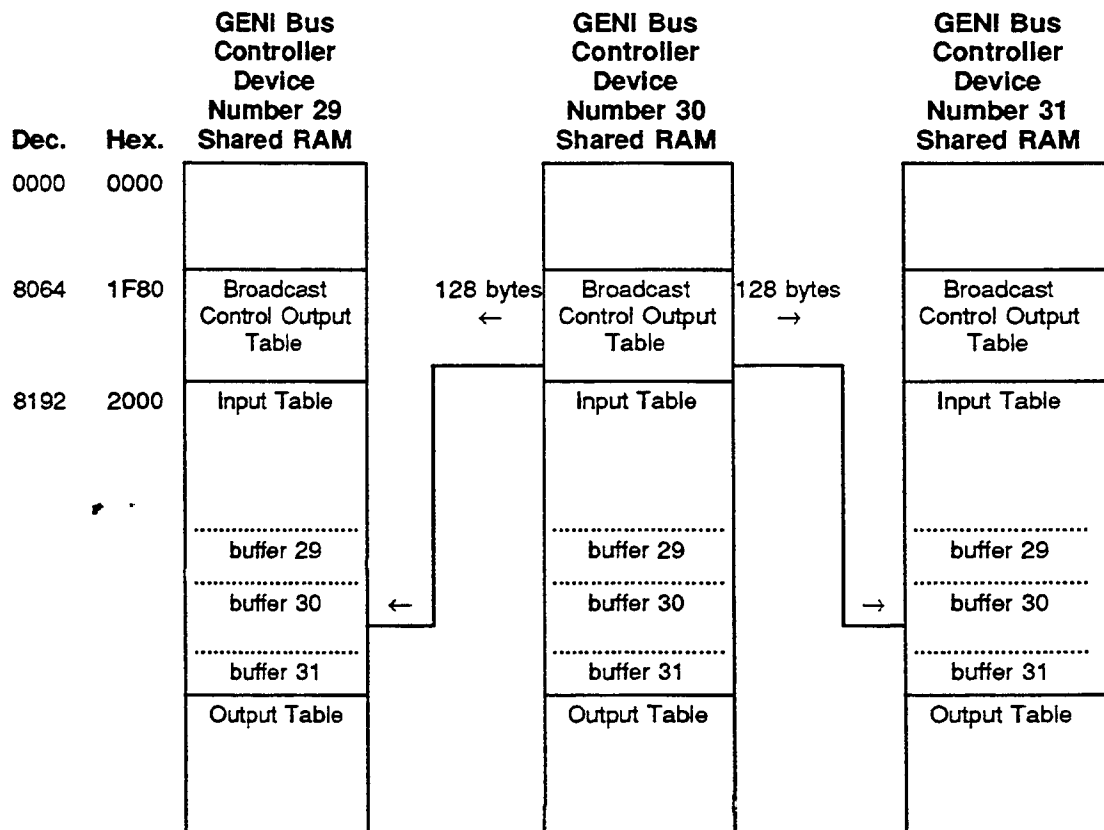 GENI Bus
Controller
Device
Number 29
Shared RAM
GENI Bus
Controller
Device
Number 30
Shared RAM
GENI Bus
Controller
Device
Number 31
Shared RAM
Dec. Hex.
0000 0000
8064 1F80
Broadcast
Control Output
Table
128 bytes
←
Broadcast
Control Output
Table
128 bytes
→
Broadcast
Control Output
Table
8192 2000
Input Table
Input Table
Input Table
buffer 29
buffer 29
buffer 29
buffer 30 ←
buffer 30
→ buffer 30
buffer 31
buffer 31
buffer 31
Output Table
Output Table
Output Table